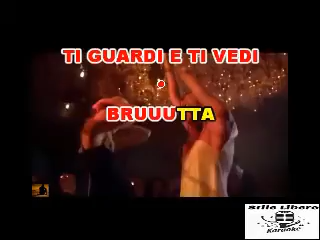 TI GUARDI E TI VEDI
BRUUUTTA
Stile Libero
Karaoke